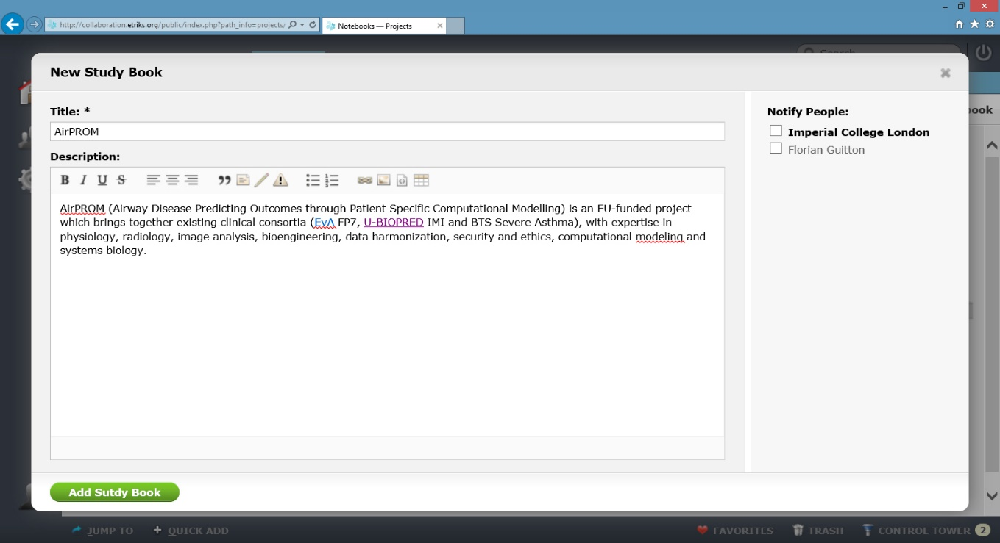 http://collaboration.etriks.org/public/index.php?path_info=projects/
Notebooks — Projects
Search
New Study Book
Title: *
AirPROM
Description:
B I U S
AirPROM (Airway Disease Predicting Outcomes through Patient Specific Computational Modelling) is an EU-funded project
which brings together existing clinical consortia (EvA FP7, U-BIOPRED IMI and BTS Severe Asthma), with expertise in
physiology, radiology, image analysis, bioengineering, data harmonization, security and ethics, computational modeling and
systems biology.
Notify People:
Imperial College London
Florian Guitton
Add Sutdy Book
JUMP TO
QUICK ADD
FAVORITES
TRASH
CONTROL TOWER 2